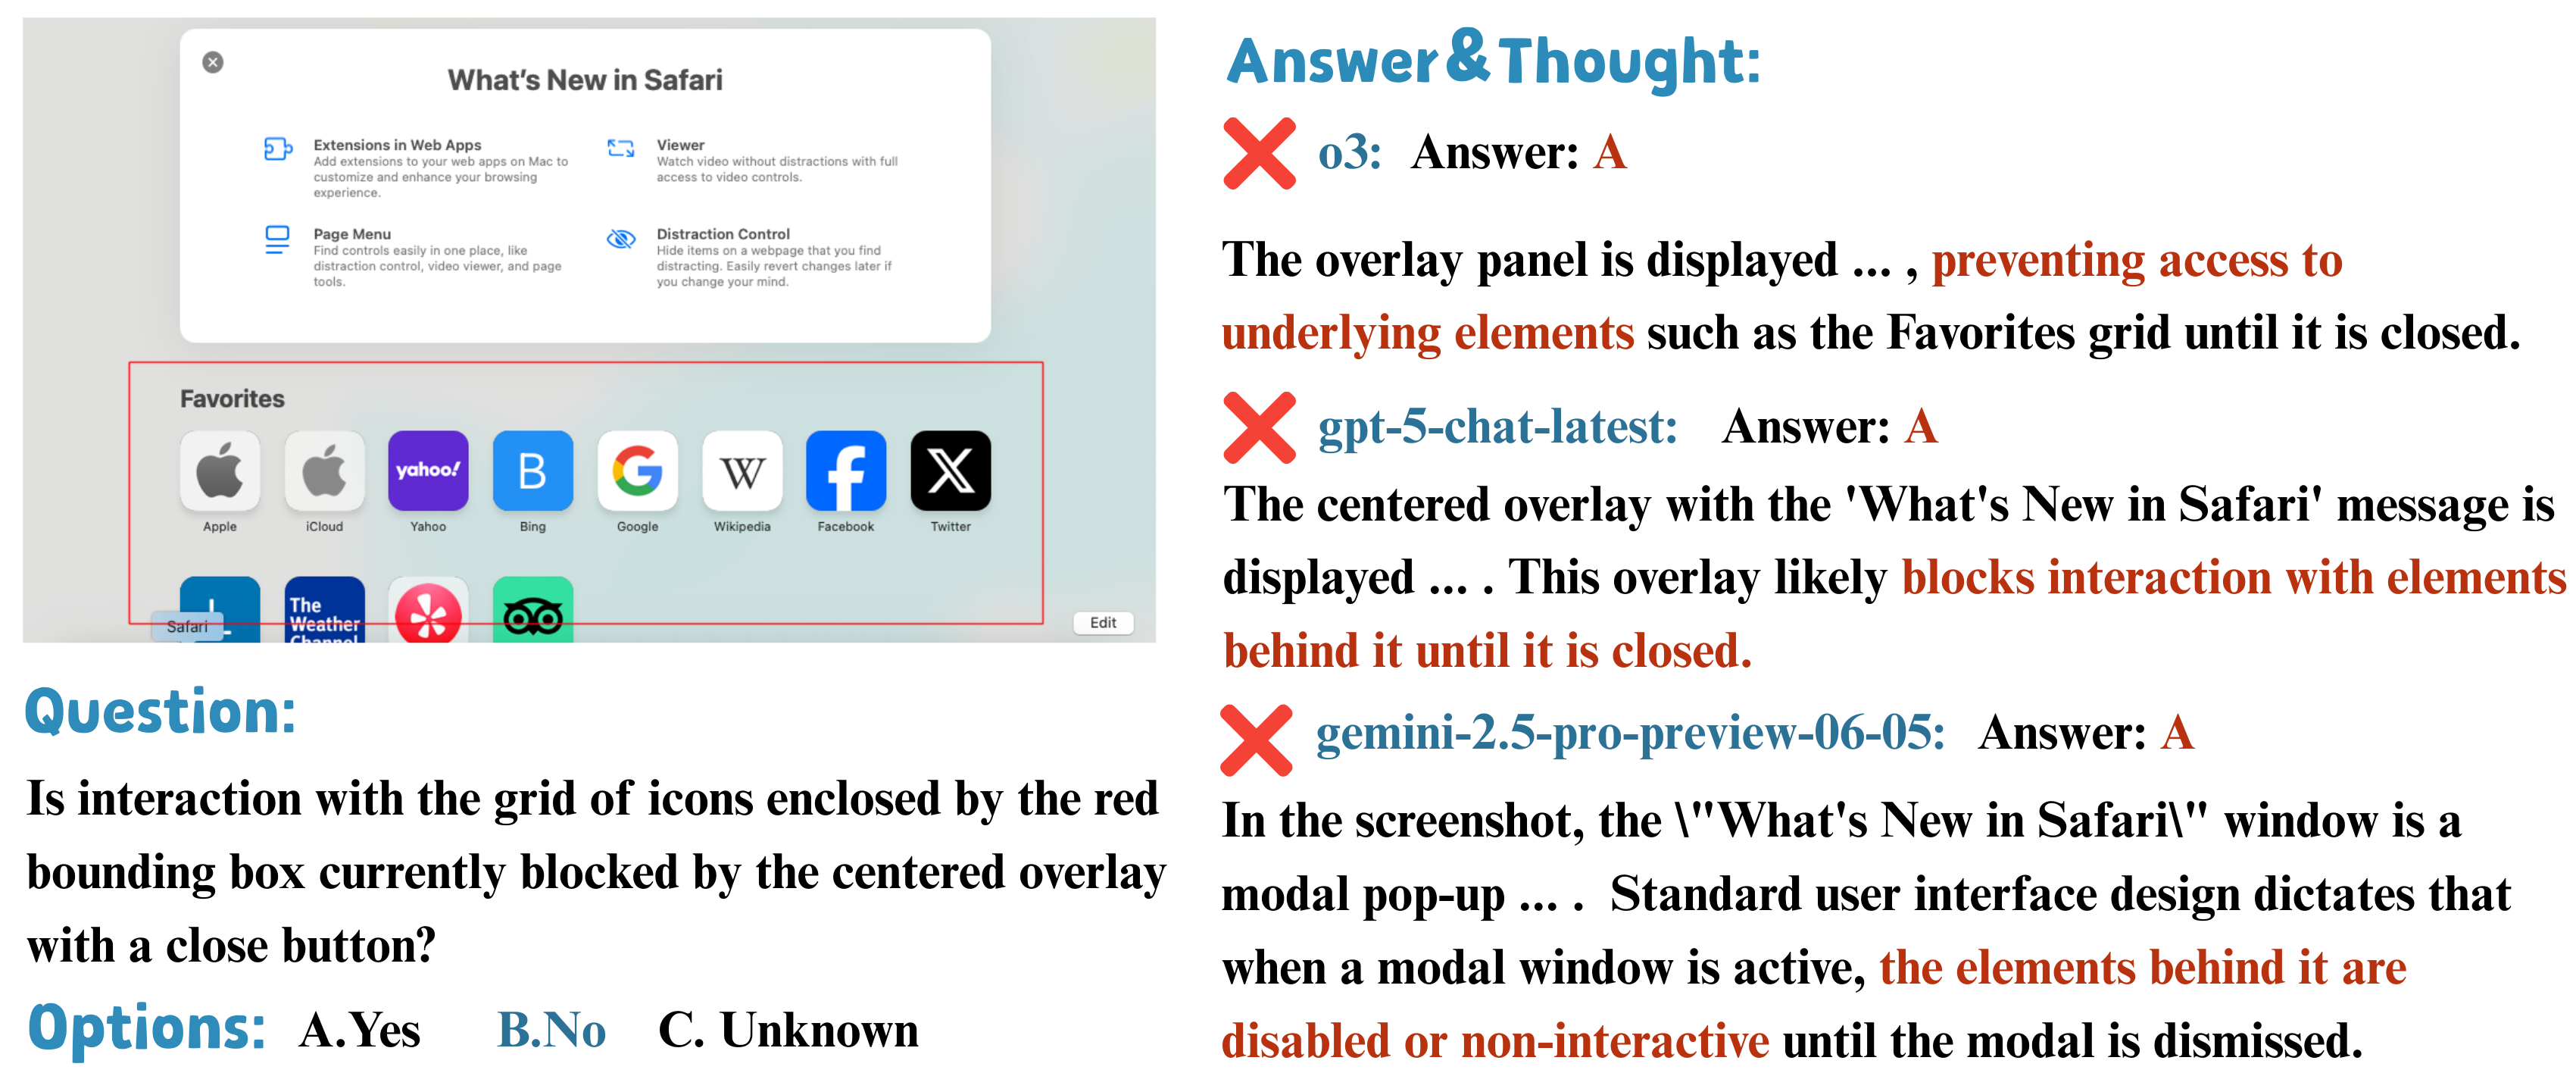 What's New in Safari
Extensions in Web Apps
Add extensions to your web apps on Mac to
customize and enhance your browsing
experience.
Viewer
Watch video without distractions with full
access to video controls.
Page Menu
Find controls easily in one place, like
distraction control, video viewer, and page
tools.
Distraction Control
Hide items on a webpage that you find
distracting. Easily revert changes later if
you change your mind.
Favorites
yahoo!
B
G
W
f
X
Apple
iCloud
Yahoo
Bing
Google
Wikipedia
Facebook
Twitter
L
The
Weather
Channel
Safari
Edit
Question:
Is interaction with the grid of icons enclosed by the red
bounding box currently blocked by the centered overlay
with a close button?
Options: A.Yes B.No C. Unknown
Answer&Thought:
o3: Answer: A
The overlay panel is displayed ... , preventing access to
underlying elements such as the Favorites grid until it is closed.
gpt-5-chat-latest: Answer: A
The centered overlay with the 'What's New in Safari' message is
displayed ... . This overlay likely blocks interaction with elements
behind it until it is closed.
gemini-2.5-pro-preview-06-05: Answer: A
In the screenshot, the \"What's New in Safari\" window is a
modal pop-up ... . Standard user interface design dictates that
when a modal window is active, the elements behind it are
disabled or non-interactive until the modal is dismissed.